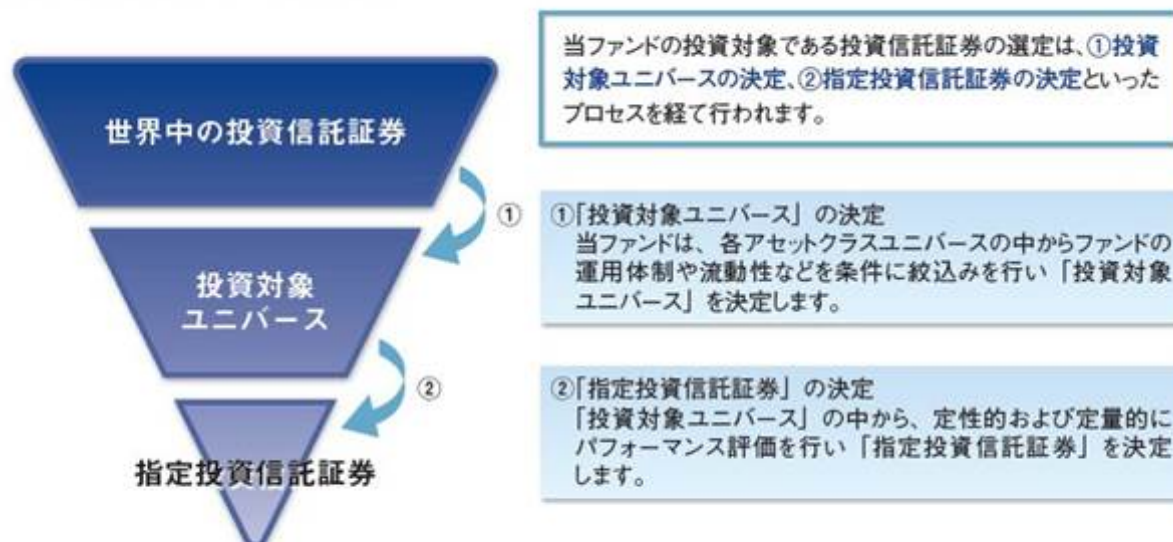 当ファンドの投資対象である投資信託証券の選定は、①投資
対象ユニバースの決定、②指定投資信託証券の決定といった
プロセスを経て行われます。
世界中の投資信託証券
①
①「投資対象ユニバース」の決定
当ファンドは、各アセットクラスユニバースの中からファンドの
運用体制や流動性などを条件に絞込みを行い「投資対象
ユニバース」を決定します。
投資対象
ユニバース
②
②「指定投資信託証券」の決定
「投資対象ユニバース」の中から、定性的および定量的に
パフォーマンス評価を行い「指定投資信託証券」を決定
します。
指定投資信託証券